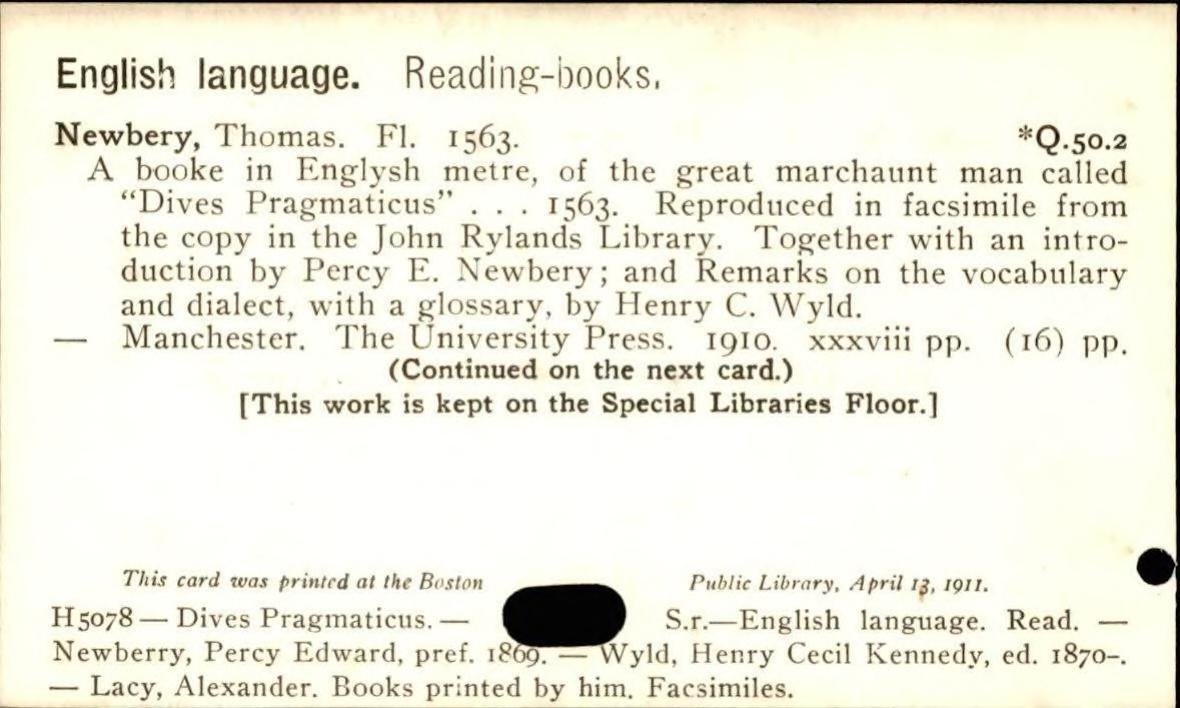 English language. Reading-books.
Newbery, Thomas. Fl. 1563. *Q.50.2
A booke in Englysh metre, of the great marchaunt man called
"Dives Pragmaticus" . . . 1563. Reproduced in facsimile from
the copy in the John Rylands Library. Together with an intro-
duction by Percy E. Newbery; and Remarks on the vocabulary
and dialect, with a glossary, by Henry C. Wyld.
— Manchester. The University Press. 1910. xxxviii pp. (16) pp.
(Continued on the next card.)
[This work is kept on the Special Libraries Floor.]
This card was printed at the Boston Public Library, April 13, 1911.
H5078 — Dives Pragmaticus. — S.r.—English language. Read. —
Newberry, Percy Edward, pref. 1869. — Wyld, Henry Cecil Kennedy, ed. 1870-.
— Lacy, Alexander. Books printed by him. Facsimiles.